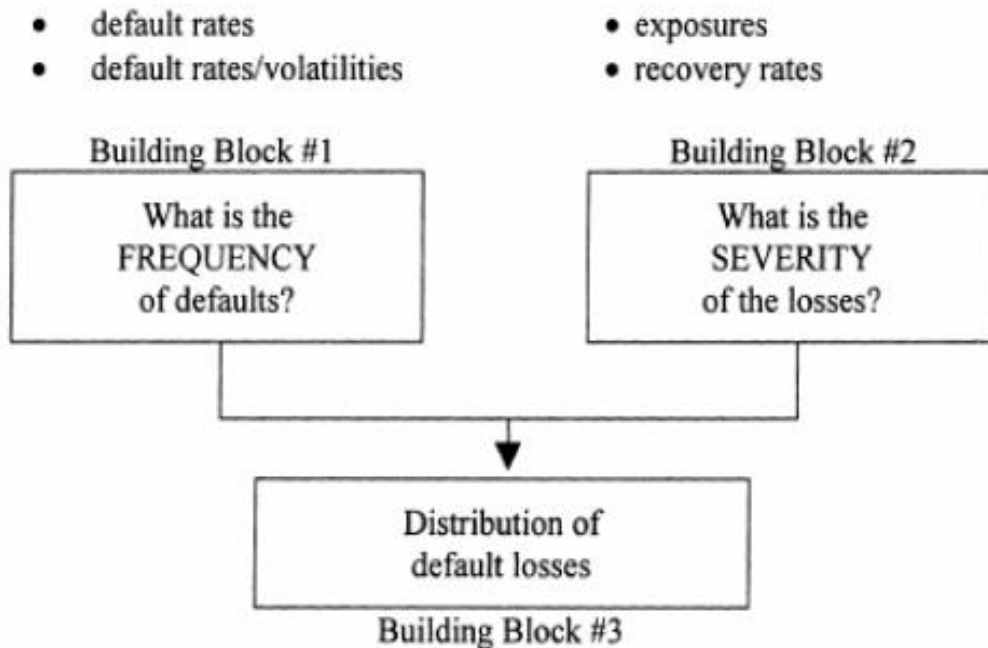 • default rates
• default rates/volatilities
• exposures
• recovery rates
Building Block #1
What is the
FREQUENCY
of defaults?
Building Block #2
What is the
SEVERITY
of the losses?
Distribution of
default losses
Building Block #3